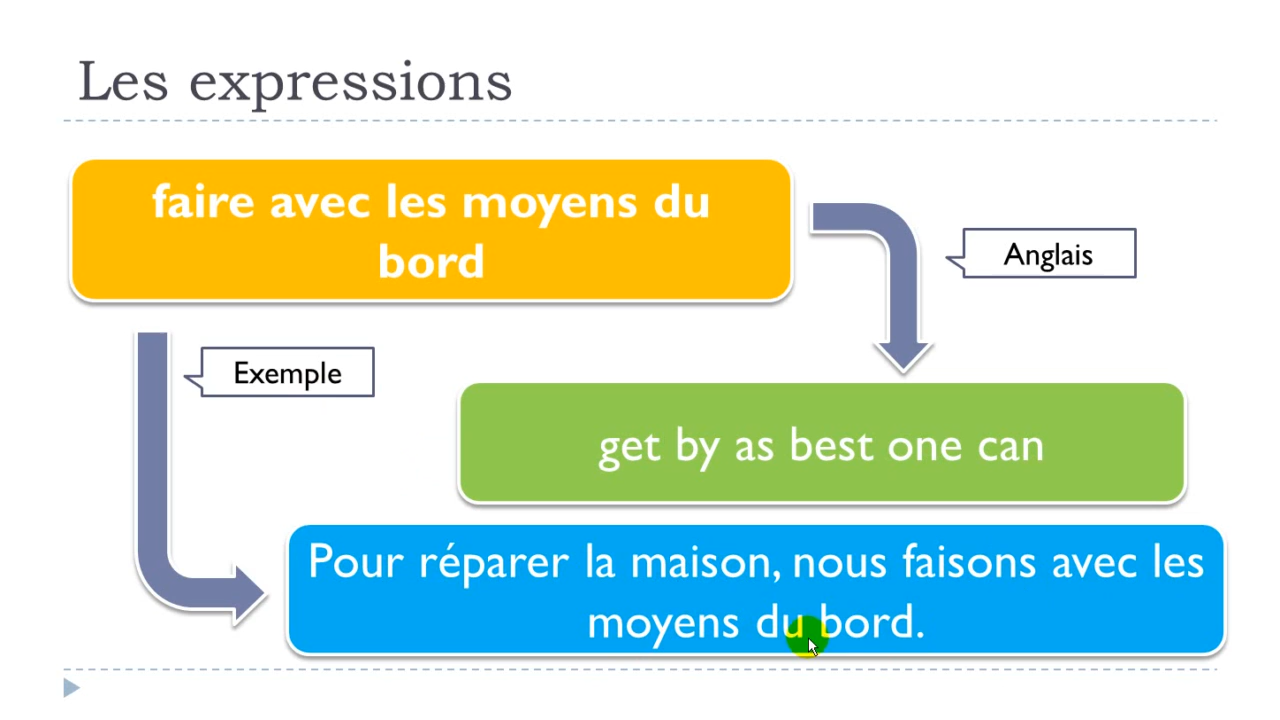 Les expressions
faire avec les moyens du
bord
Anglais
Exemple
get by as best one can
Pour réparer la maison, nous faisons avec les
moyens du bord.